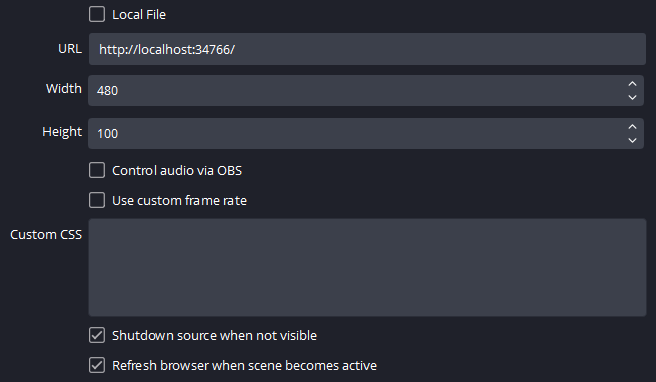 Local File
URL http://localhost:34766/
Width 480
Height 100
Control audio via OBS
Use custom frame rate
Custom CSS
Shutdown source when not visible
Refresh browser when scene becomes active